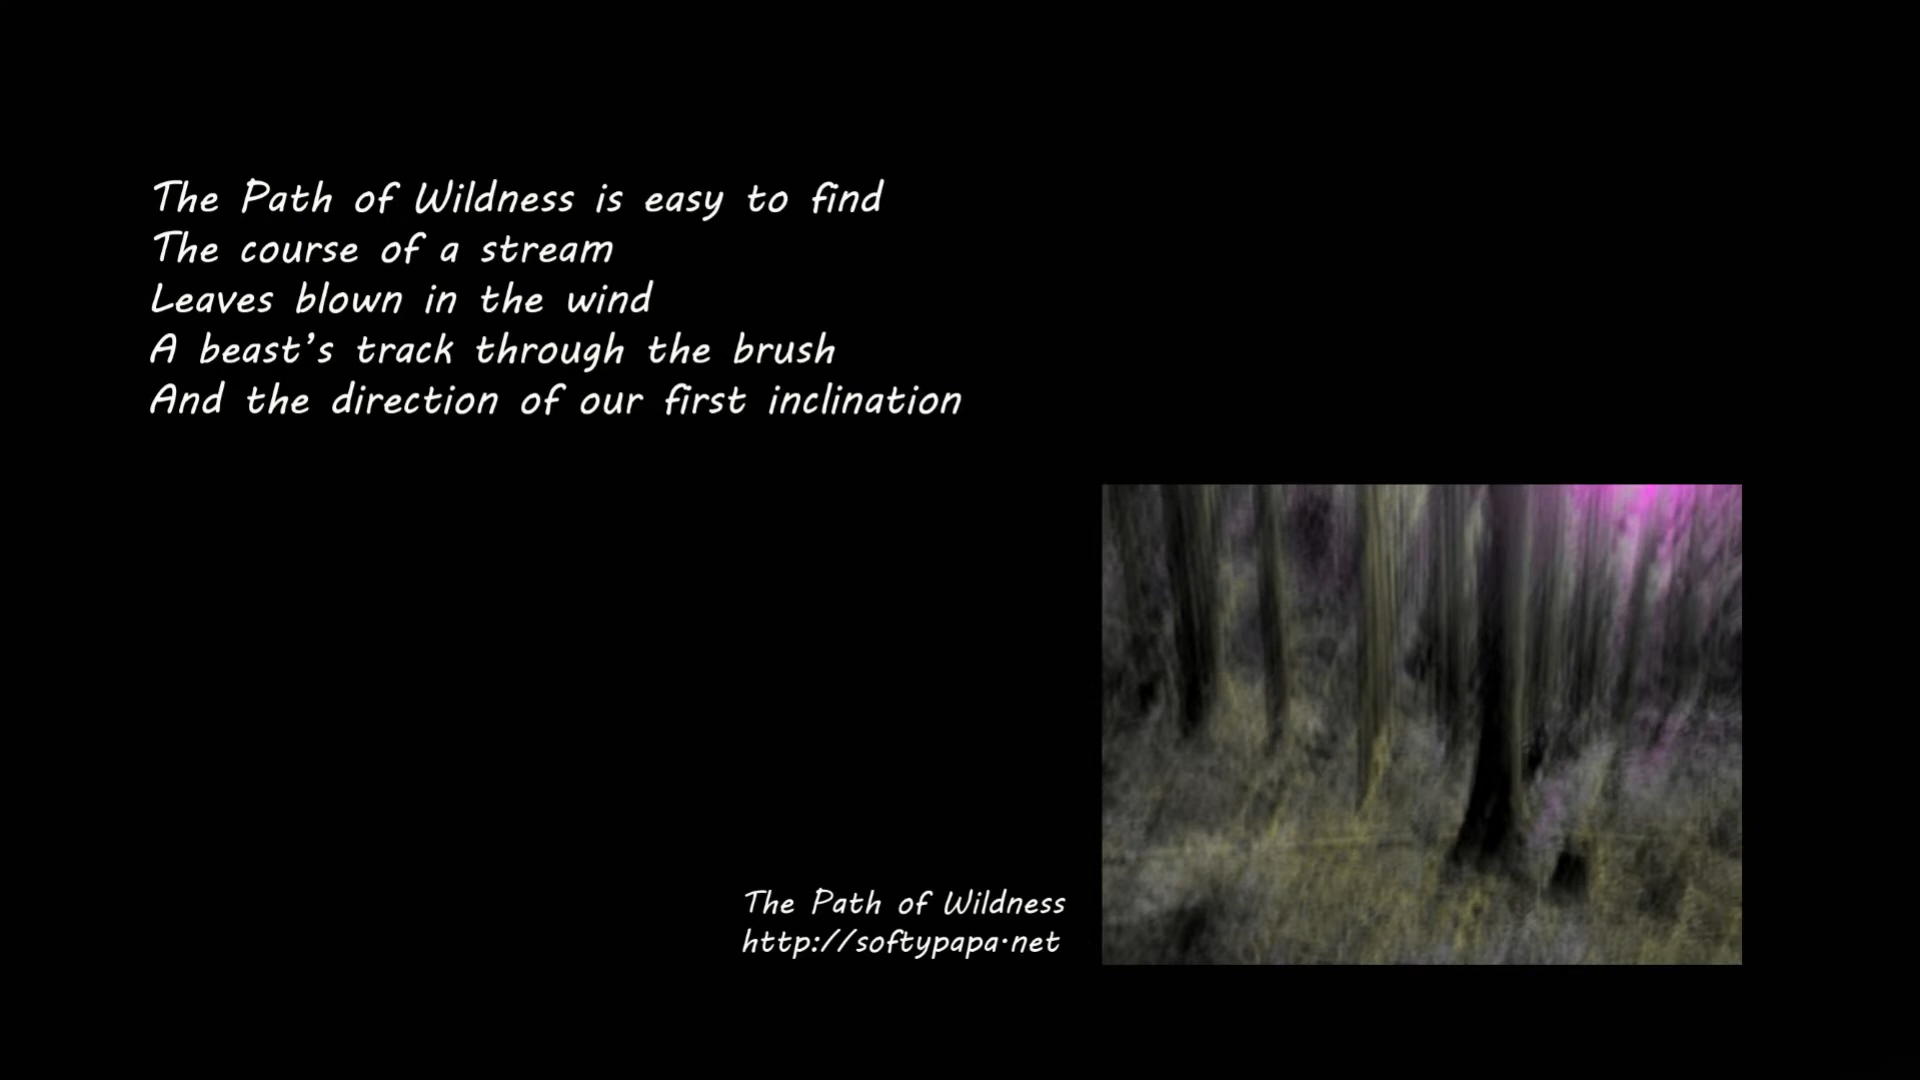 The Path of Wildness is easy to find
The course of a stream
Leaves blown in the wind
A beast’s track through the brush
And the direction of our first inclination
The Path of Wildness
http://softypapa.net